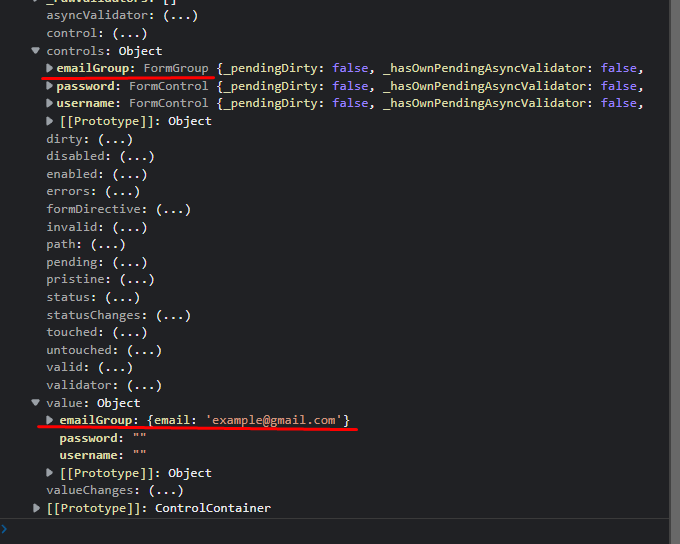 _rawValidators: []
asyncValidator: (...)
control: (...)
controls: Object
emailGroup: FormGroup {_pendingDirty: false, _hasOwnPendingAsyncValidator: false,
password: FormControl {_pendingDirty: false, _hasOwnPendingAsyncValidator: false,
username: FormControl {_pendingDirty: false, _hasOwnPendingAsyncValidator: false,
[[Prototype]]: Object
dirty: (...)
disabled: (...)
enabled: (...)
errors: (...)
formDirective: (...)
invalid: (...)
path: (...)
pending: (...)
pristine: (...)
status: (...)
statusChanges: (...)
touched: (...)
untouched: (...)
valid: (...)
validator: (...)
value: Object
emailGroup: {email: 'example@gmail.com'}
password: ""
username: ""
[[Prototype]]: Object
valueChanges: (...)
[[Prototype]]: ControlContainer